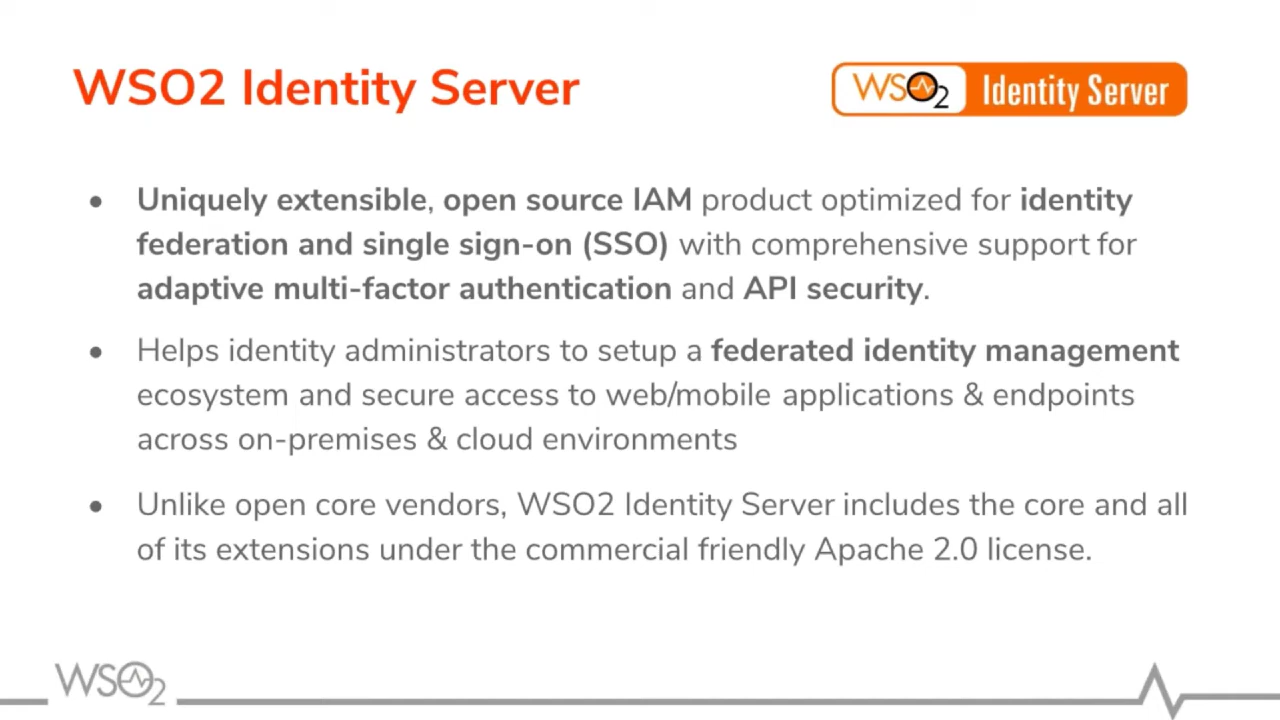 WSO2 Identity Server
WSO2 Identity Server
• Uniquely extensible, open source IAM product optimized for identity
federation and single sign-on (SSO) with comprehensive support for
adaptive multi-factor authentication and API security.
• Helps identity administrators to setup a federated identity management
ecosystem and secure access to web/mobile applications & endpoints
across on-premises & cloud environments
• Unlike open core vendors, WSO2 Identity Server includes the core and all
of its extensions under the commercial friendly Apache 2.0 license.
WSO2